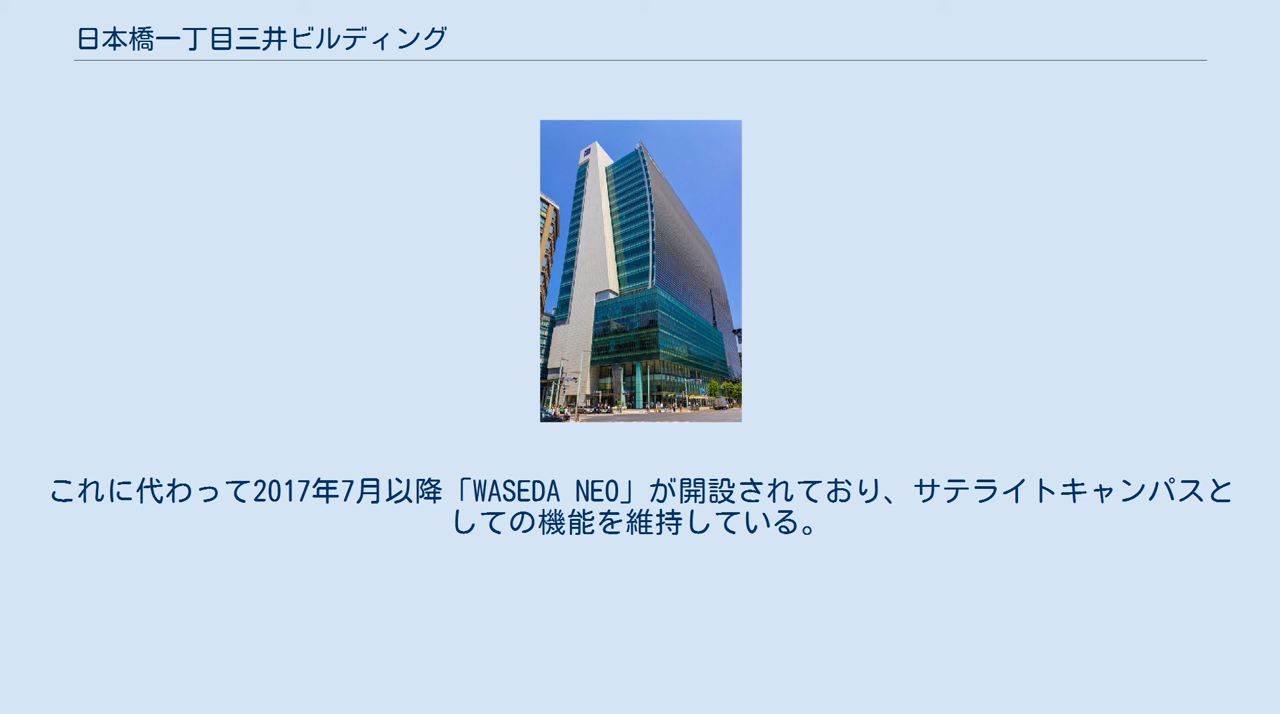 日本橋一丁目三井ビルディング
これに代わって2017年7月以降「WASEDA NEO」が開設されており、サテライトキャンパスと
しての機能を維持している。